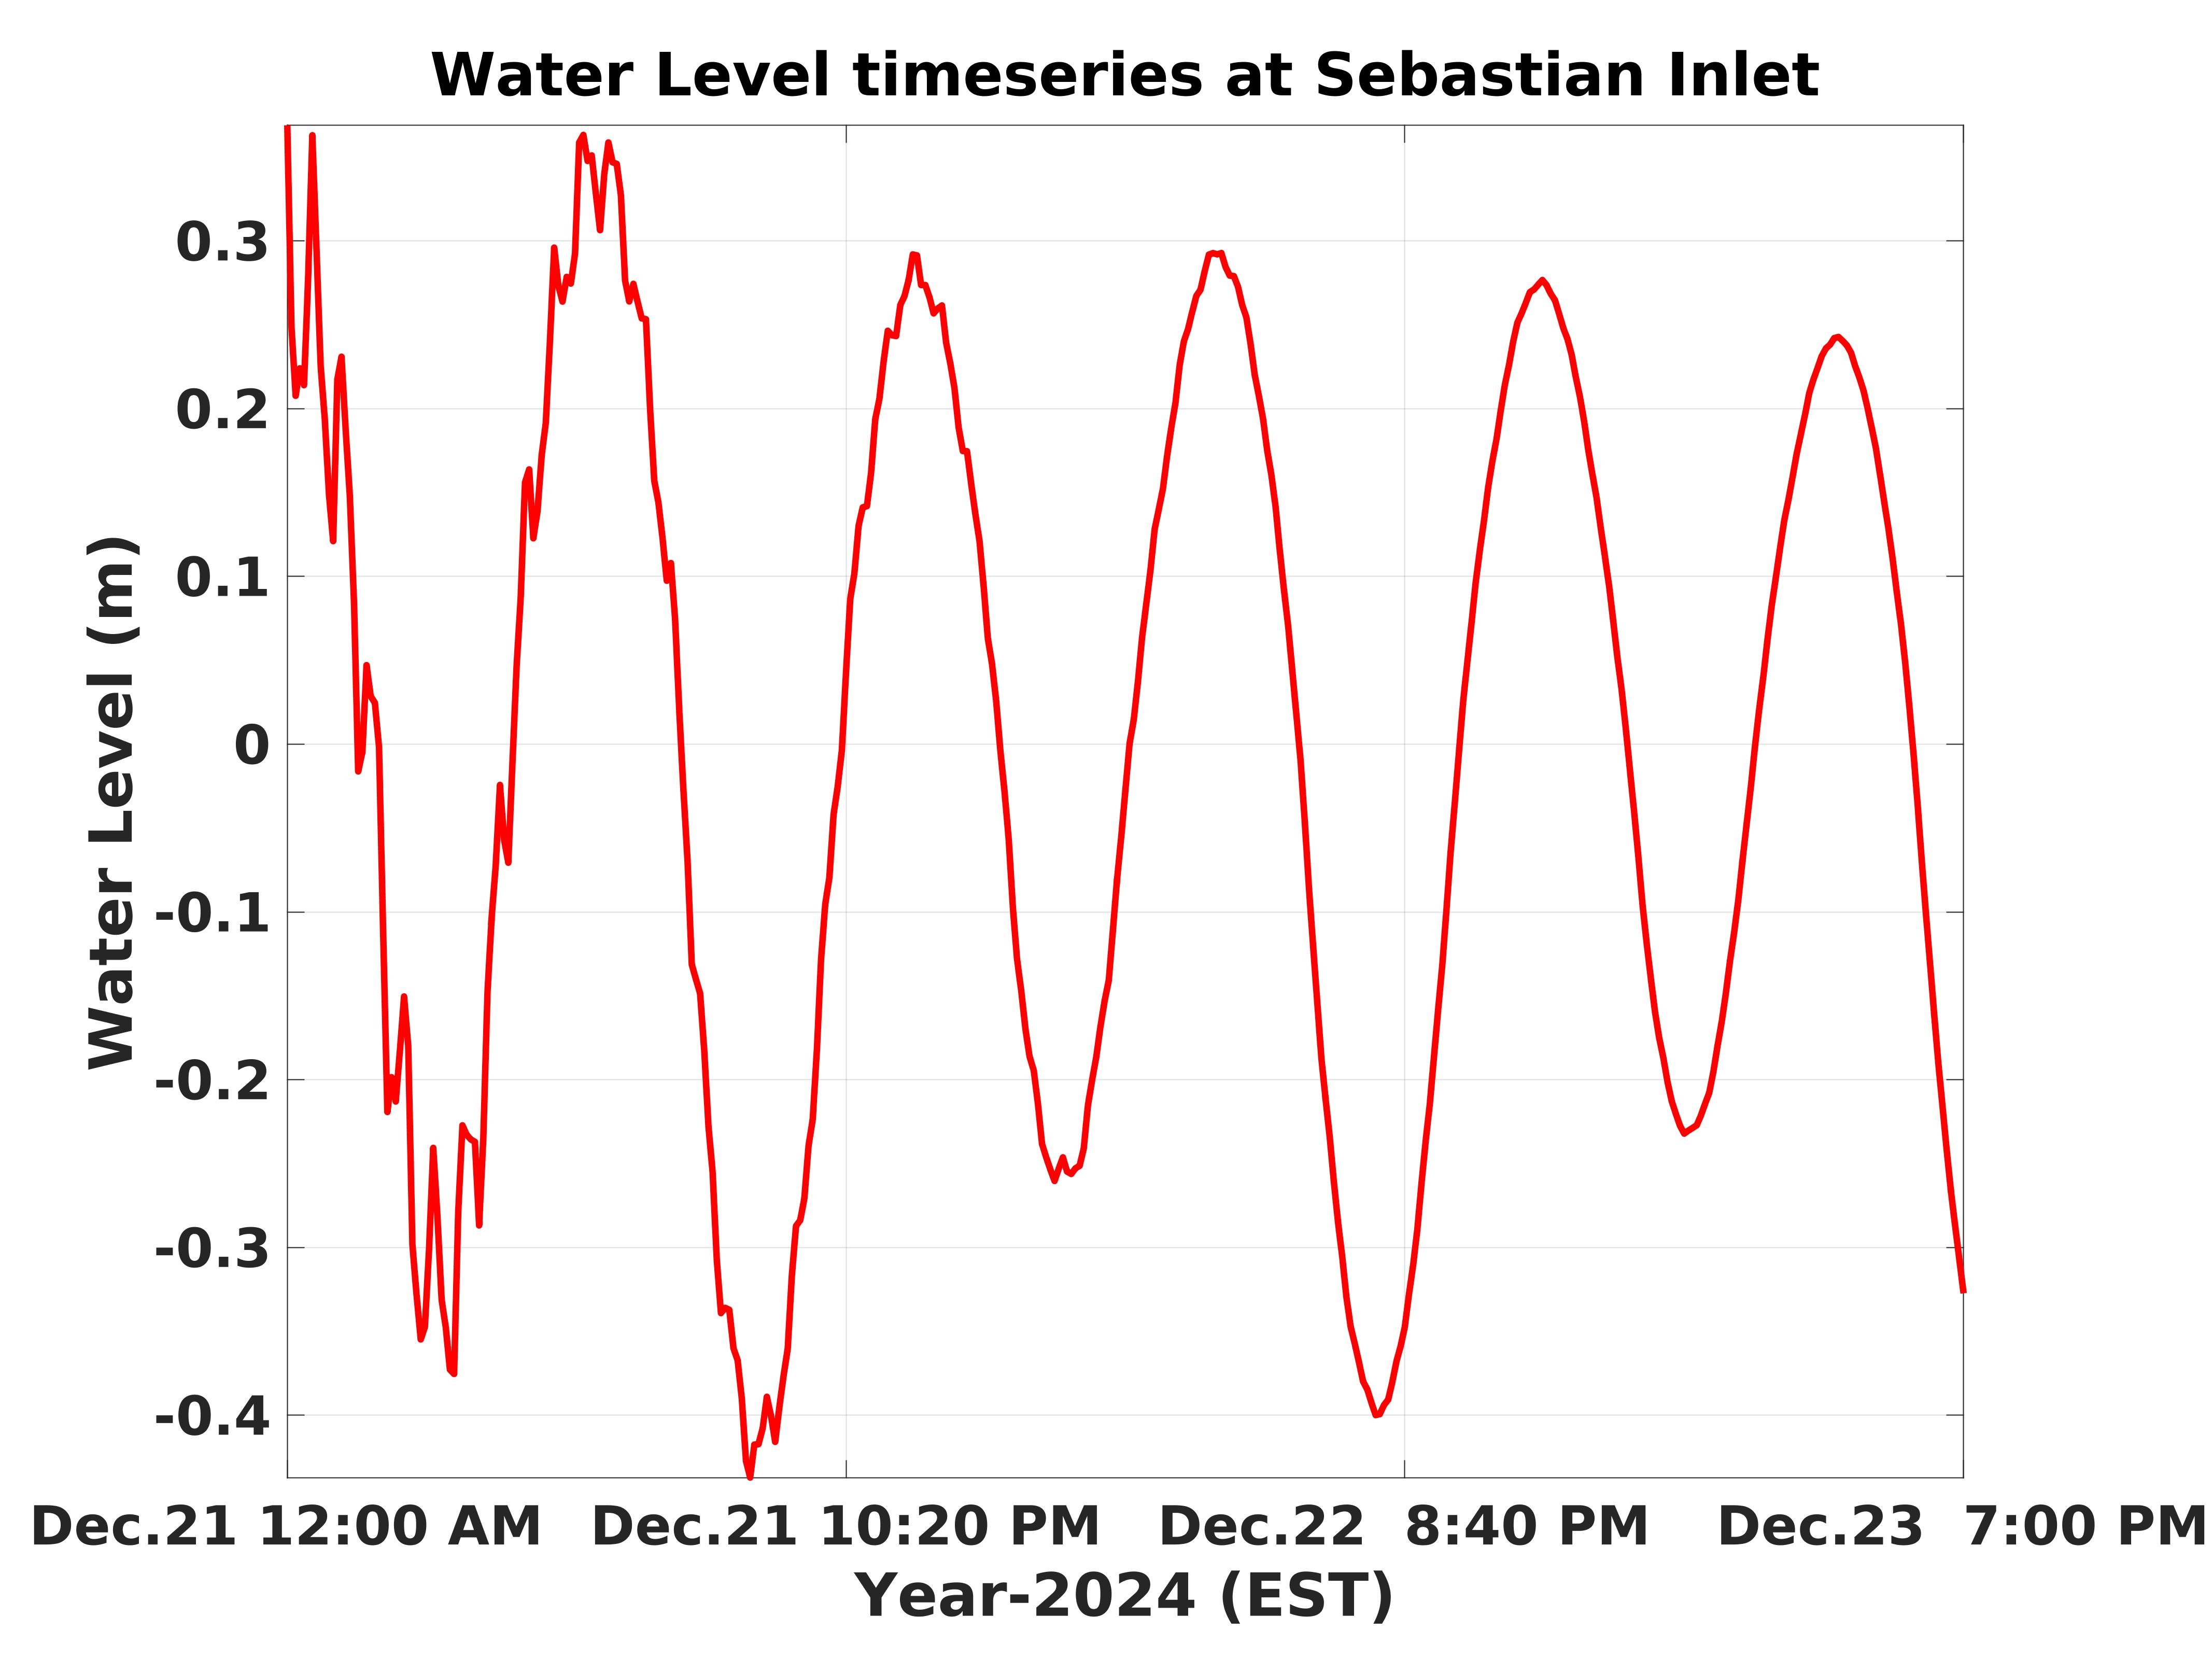 Water Level timeseries at Sebastian Inlet
Water Level (m)
0.3
0.2
0.1
0
-0.1
-0.2
-0.3
-0.4
Dec.21 12:00 AM Dec.21 10:20 PM Dec.22 8:40 PM Dec.23 7:00 PM
Year-2024 (EST)